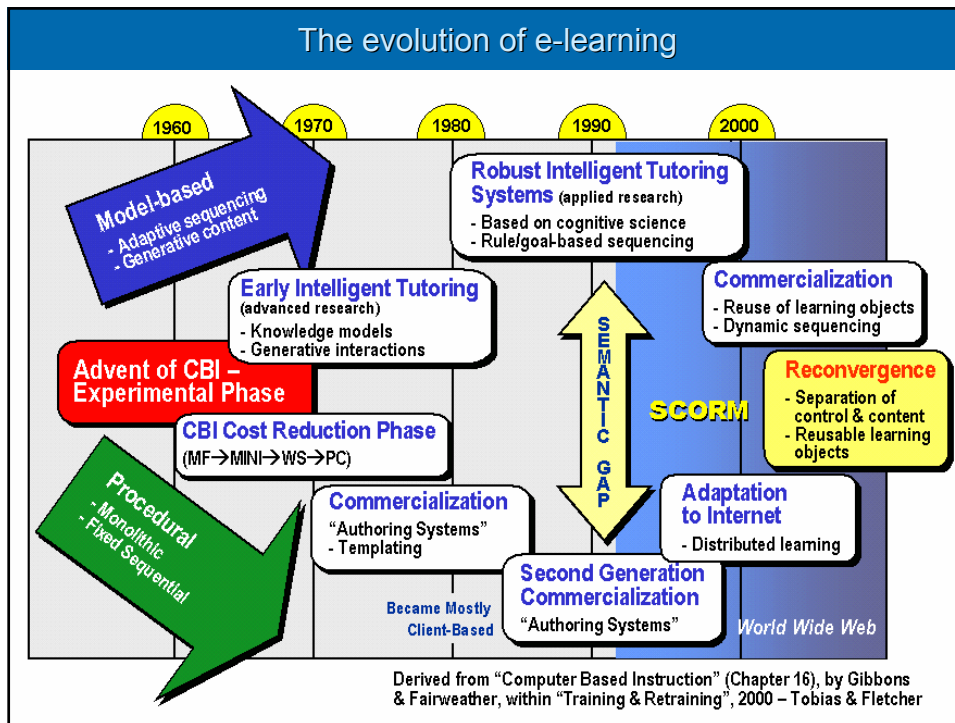 The evolution of e-learning
1960
1970
1980
1990
2000
Model-based
- Adaptive sequencing
- Generative content
Robust Intelligent Tutoring
Systems (applied research)
- Based on cognitive science
- Rule/goal-based sequencing
Early Intelligent Tutoring
(advanced research)
- Knowledge models
- Generative interactions
Commercialization
- Reuse of learning objects
- Dynamic sequencing
Advent of CBI –
Experimental Phase
SEMANTIC GAP
SCORM
Reconvergence
- Separation of
control & content
- Reusable learning
objects
CBI Cost Reduction Phase
(MF→MINI→WS→PC)
Procedural
- Monolithic
- Fixed Sequential
Commercialization
“Authoring Systems”
- Templating
Adaptation
to Internet
- Distributed learning
Second Generation
Commercialization
“Authoring Systems”
Became Mostly
Client-Based
World Wide Web
Derived from “Computer Based Instruction” (Chapter 16), by Gibbons
& Fairweather, within “Training & Retraining”, 2000 – Tobias & Fletcher